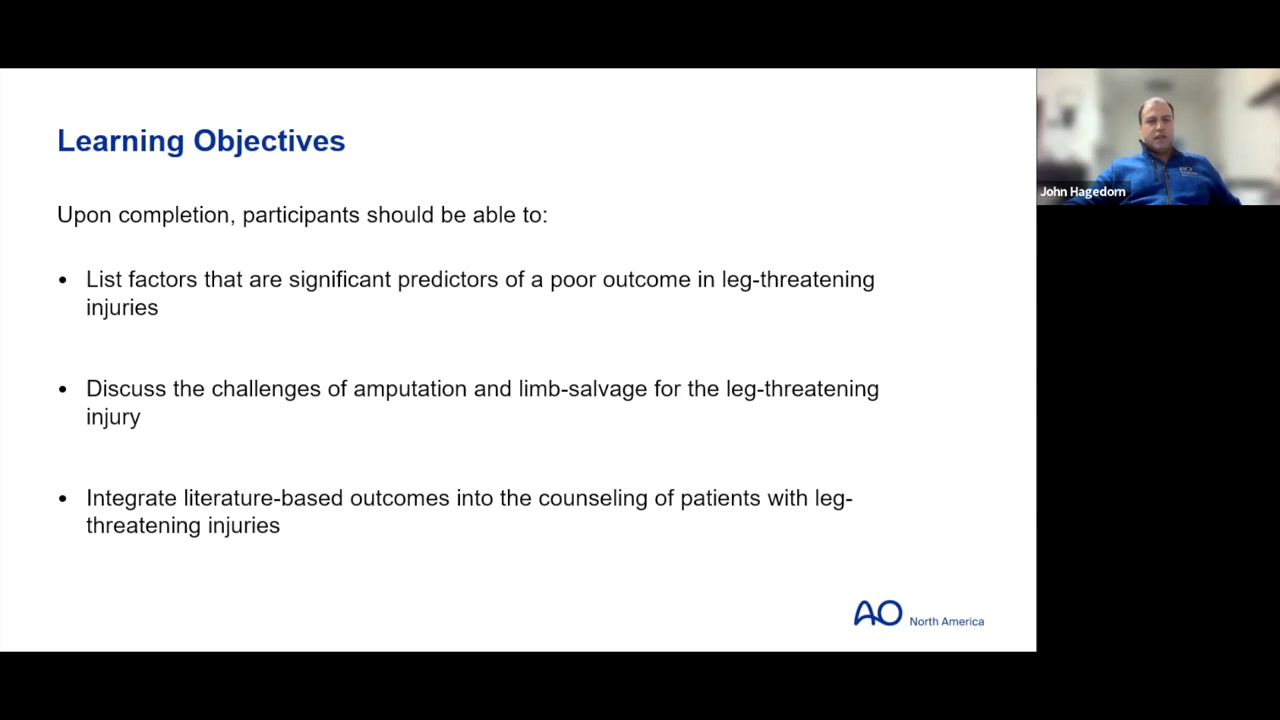 Learning Objectives
Upon completion, participants should be able to:
• List factors that are significant predictors of a poor outcome in leg-threatening
injuries
• Discuss the challenges of amputation and limb-salvage for the leg-threatening
injury
• Integrate literature-based outcomes into the counseling of patients with leg-
threatening injuries
AO North America
John Hagedorn